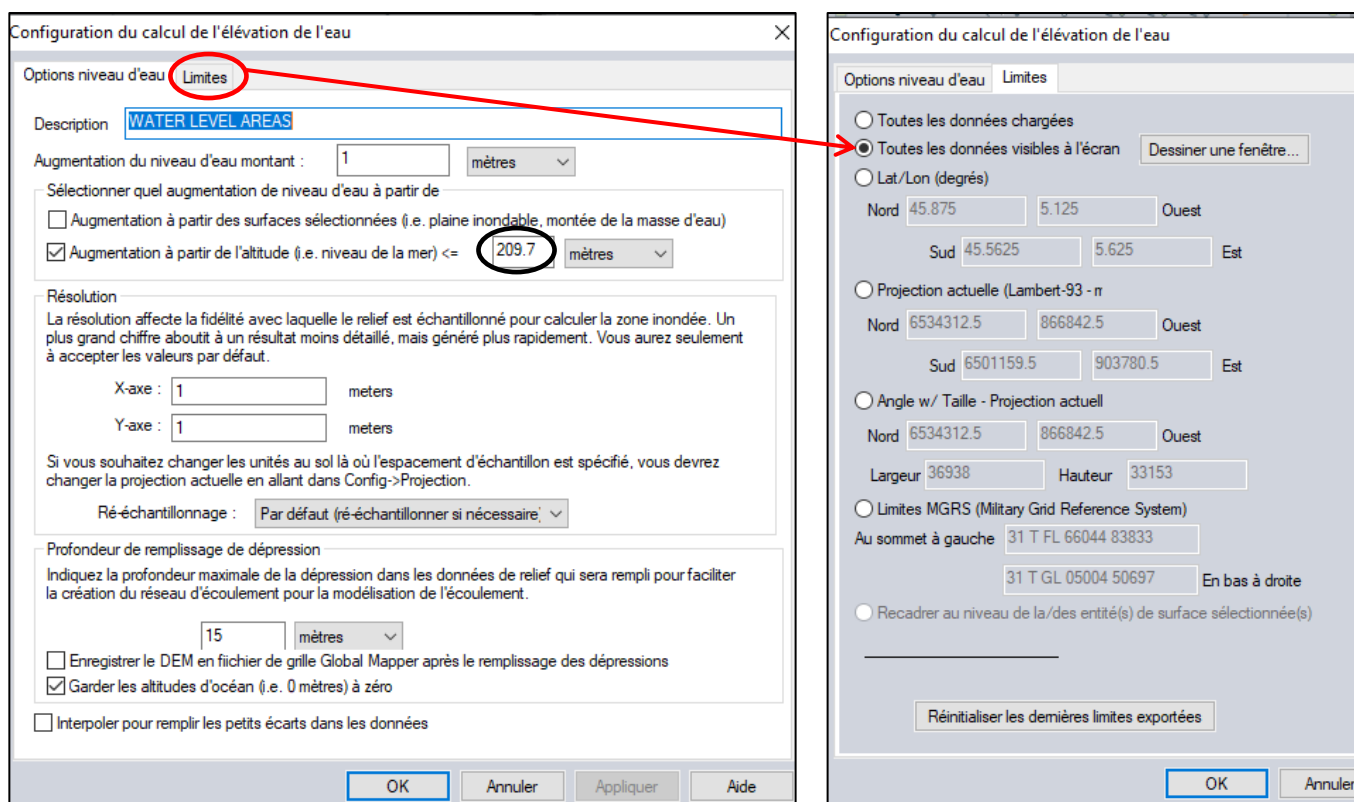 Configuration du calcul de l'élévation de l'eau
Options niveau d'eau Limites
Description WATER LEVEL AREAS
Augmentation du niveau d'eau montant : 1 mètres
Sélectionner quel augmentation de niveau d'eau à partir de
Augmentation à partir des surfaces sélectionnées (i.e. plaine inondable, montée de la masse d'eau)
Augmentation à partir de l'altitude (i.e. niveau de la mer) <= 209.7 mètres
Résolution
La résolution affecte la fidélité avec laquelle le relief est échantillonné pour calculer la zone inondée. Un
plus grand chiffre aboutit à un résultat moins détaillé, mais généré plus rapidement. Vous aurez seulement
à accepter les valeurs par défaut.
X-axe : 1 meters
Y-axe : 1 meters
Si vous souhaitez changer les unités au sol là où l'espacement d'échantillon est spécifié, vous devrez
changer la projection actuelle en allant dans Config->Projection.
Ré-échantillonnage : Par défaut (ré-échantillonner si nécessaire)
Profondeur de remplissage de dépression
Indiquez la profondeur maximale de la dépression dans les données de relief qui sera rempli pour faciliter
la création du réseau d'écoulement pour la modélisation de l'écoulement.
15 mètres
Enregistrer le DEM en fiichier de grille Global Mapper après le remplissage des dépressions
Garder les altitudes d'océan (i.e. 0 mètres) à zéro
Interpoler pour remplir les petits écarts dans les données
OK Annuler Appliquer Aide
Configuration du calcul de l'élévation de l'eau
Options niveau d'eau Limites
Toutes les données chargées
Toutes les données visibles à l'écran Dessiner une fenêtre...
Lat/Lon (degrés)
Nord 45.875 5.125 Ouest
Sud 45.5625 5.625 Est
Projection actuelle (Lambert-93 - m
Nord 6534312.5 866842.5 Ouest
Sud 6501159.5 903780.5 Est
Angle w/ Taille - Projection actuell
Nord 6534312.5 866842.5 Ouest
Largeur 36938 Hauteur 33153
Limites MGRS (Military Grid Reference System)
Au sommet à gauche 31 T FL 66044 83833
31 T GL 05004 50697 En bas à droite
Recadrer au niveau de la/des entité(s) de surface sélectionnée(s)
Réinitialiser les dernières limites exportées
OK Annuler